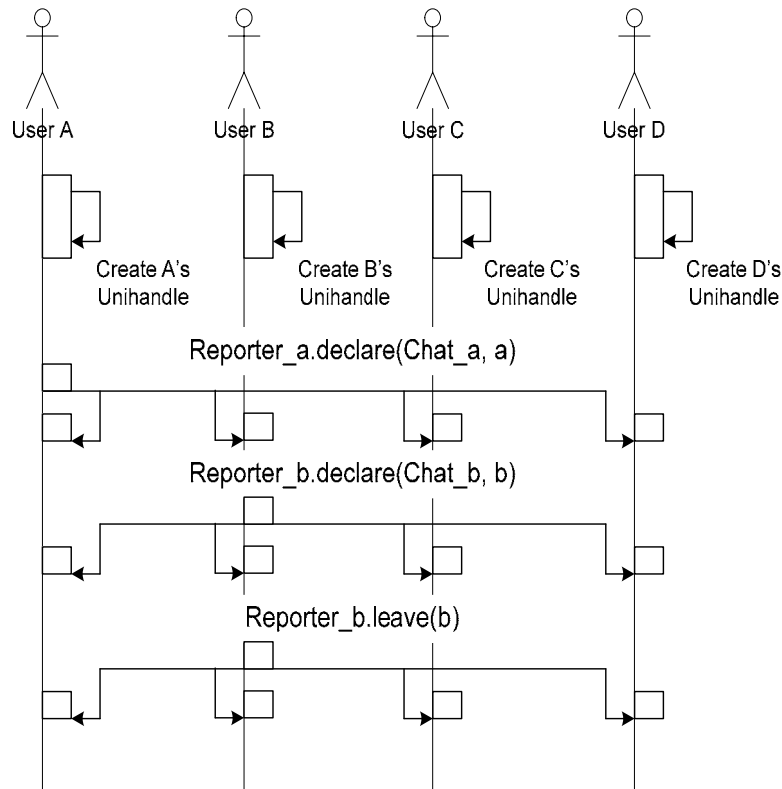 User A
User B
User C
User D
Create A's
Unihandle
Create B's
Unihandle
Create C's
Unihandle
Create D's
Unihandle
Reporter_a.declare(Chat_a, a)
Reporter_b.declare(Chat_b, b)
Reporter_b.leave(b)